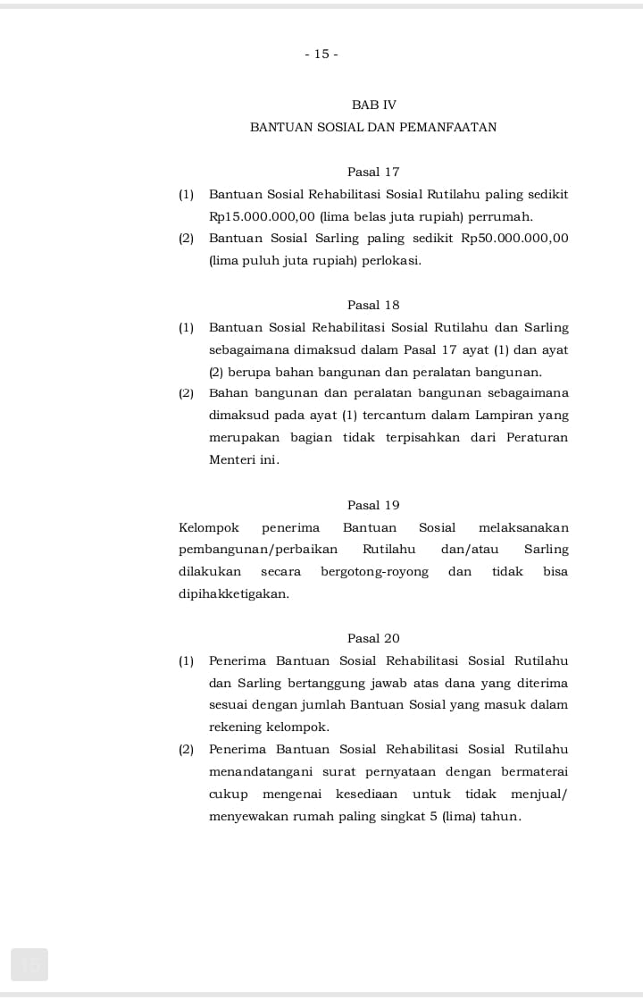 - 15 -
BAB IV
BANTUAN SOSIAL DAN PEMANFAATAN
Pasal 17
(1) Bantuan Sosial Rehabilitasi Sosial Rutilahu paling sedikit
Rp15.000.000,00 (lima belas juta rupiah) perrumah.
(2) Bantuan Sosial Sarling paling sedikit Rp50.000.000,00
(lima puluh juta rupiah) perlokasi.
Pasal 18
(1) Bantuan Sosial Rehabilitasi Sosial Rutilahu dan Sarling
sebagaimana dimaksud dalam Pasal 17 ayat (1) dan ayat
(2) berupa bahan bangunan dan peralatan bangunan.
(2) Bahan bangunan dan peralatan bangunan sebagaimana
dimaksud pada ayat (1) tercantum dalam Lampiran yang
merupakan bagian tidak terpisahkan dari Peraturan
Menteri ini.
Pasal 19
Kelompok penerima Bantuan Sosial melaksanakan
pembangunan/perbaikan Rutilahu dan/atau Sarling
dilakukan secara bergotong-royong dan tidak bisa
dipihakketigakan.
Pasal 20
(1) Penerima Bantuan Sosial Rehabilitasi Sosial Rutilahu
dan Sarling bertanggung jawab atas dana yang diterima
sesuai dengan jumlah Bantuan Sosial yang masuk dalam
rekening kelompok.
(2) Penerima Bantuan Sosial Rehabilitasi Sosial Rutilahu
menandatangani surat pernyataan dengan bermaterai
cukup mengenai kesediaan untuk tidak menjual/
menyewakan rumah paling singkat 5 (lima) tahun.
15